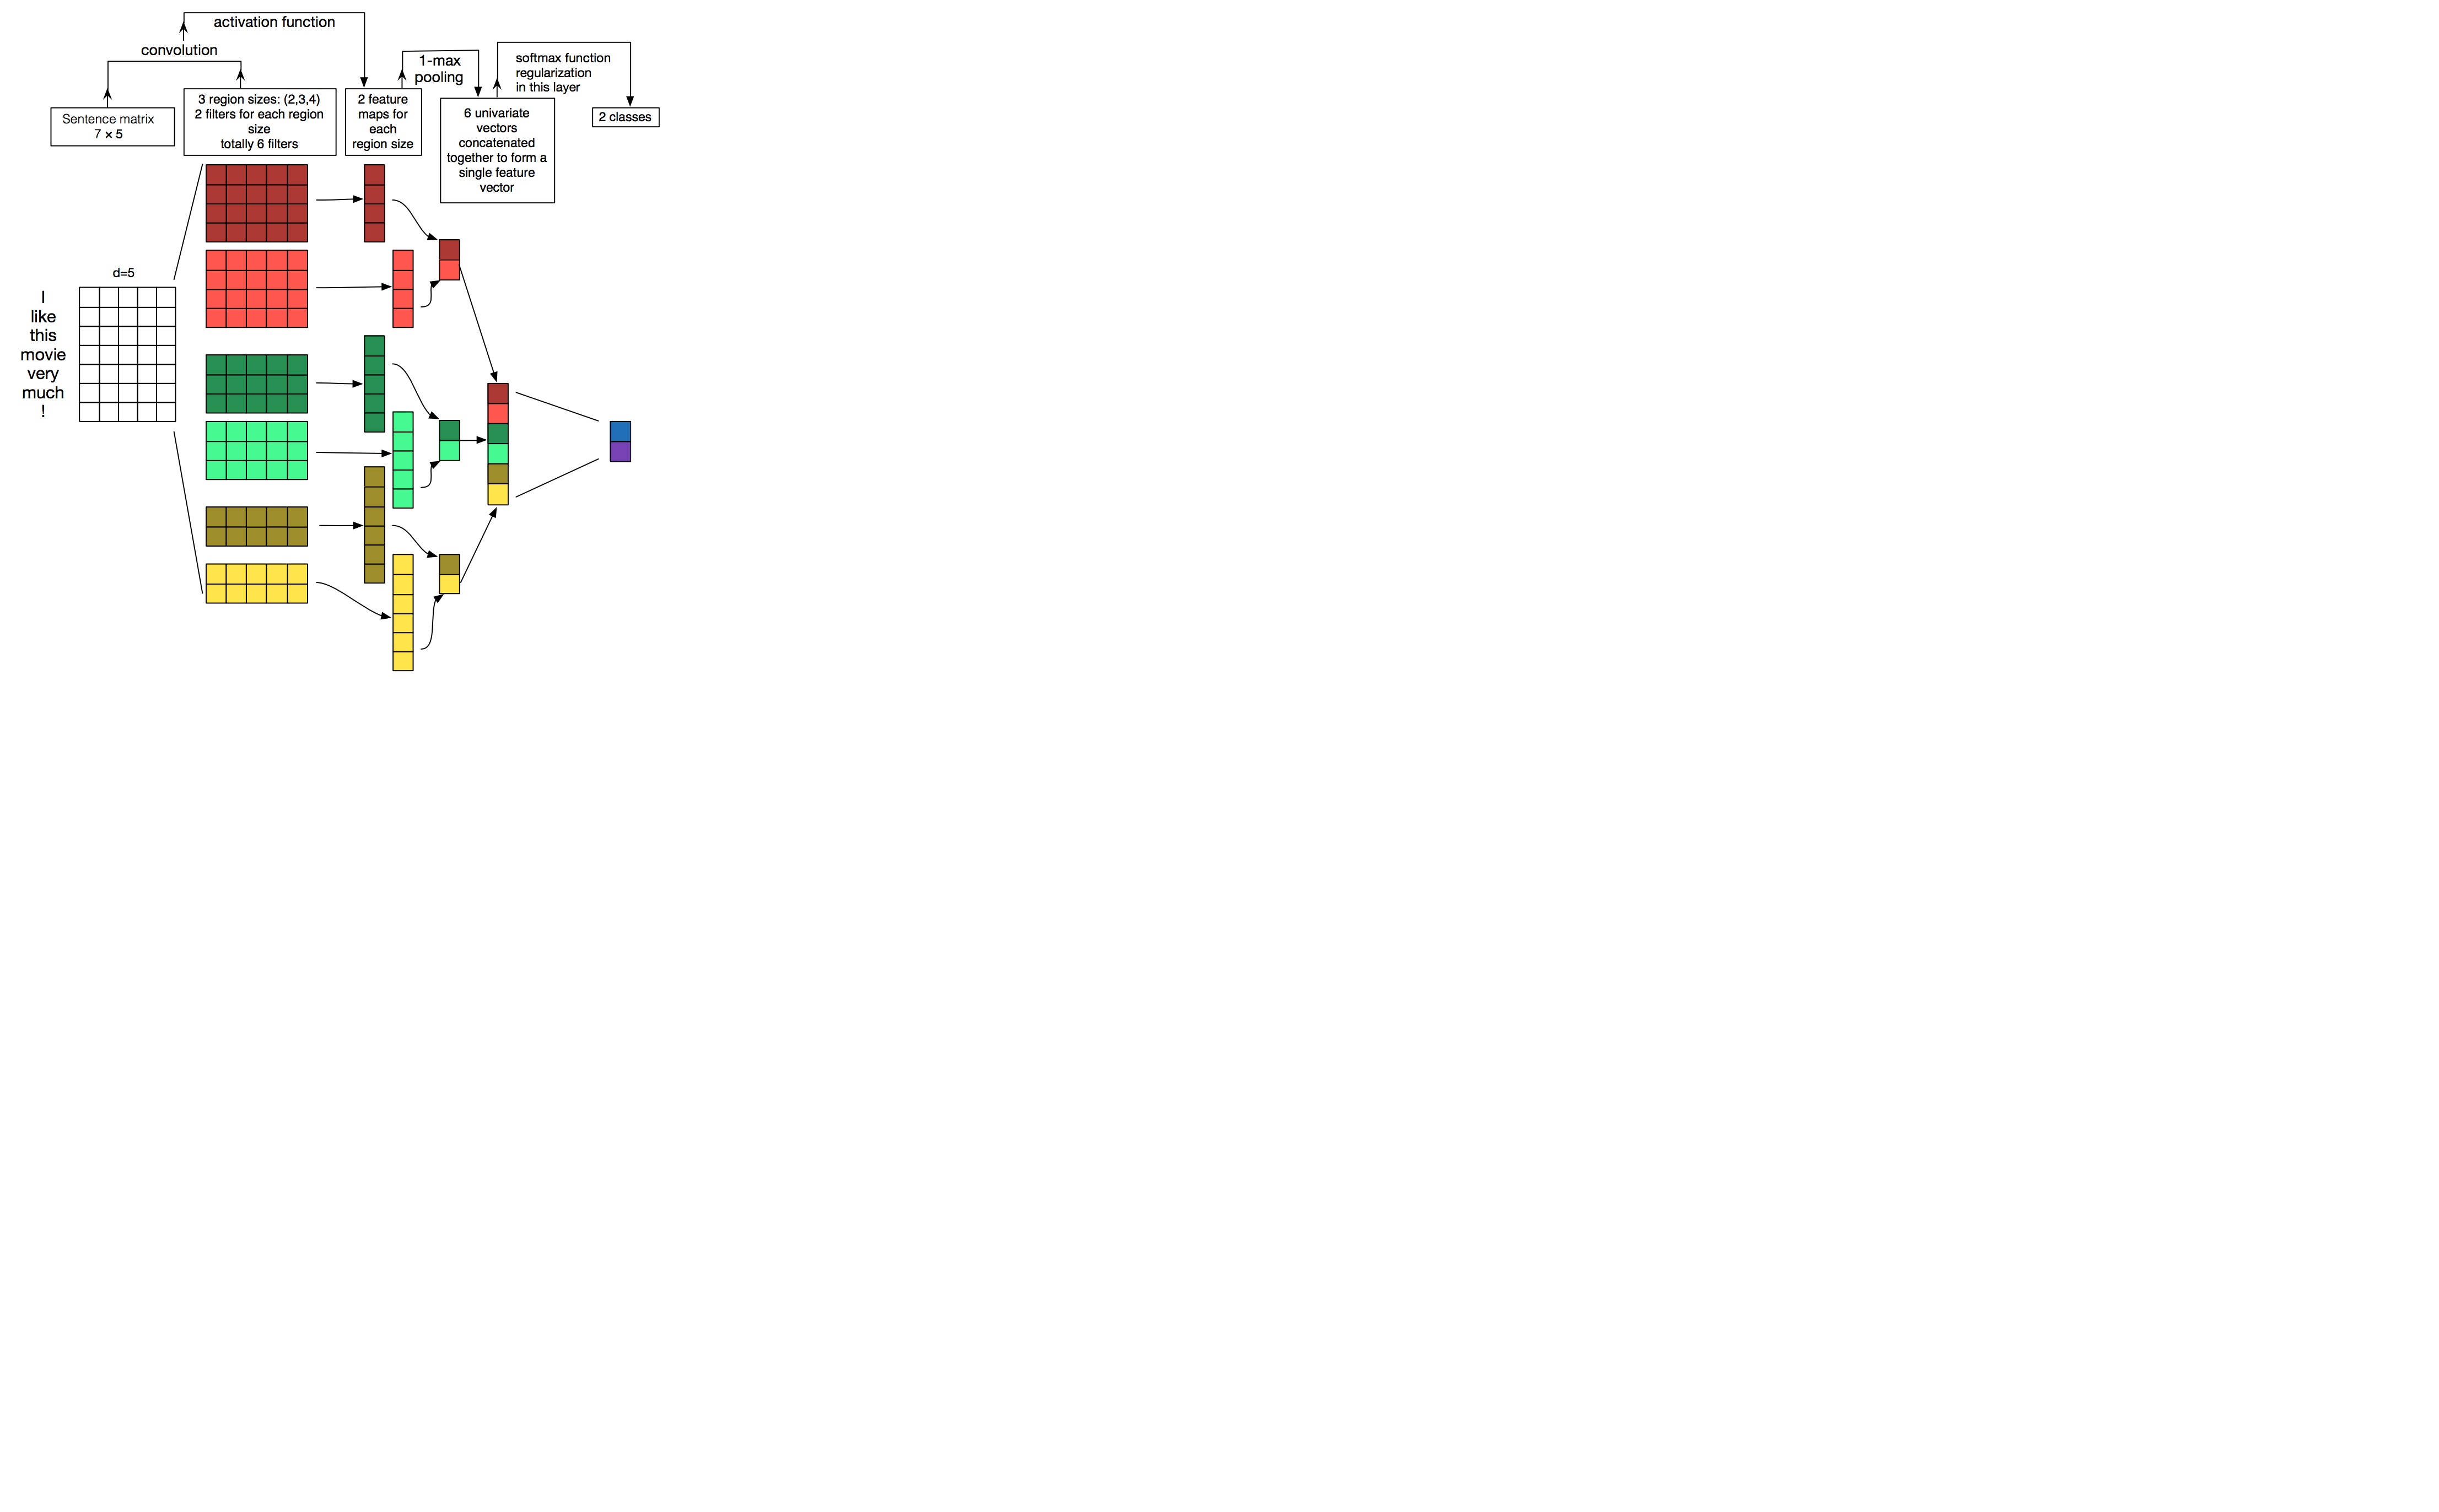 activation function
convolution
1-max
pooling
softmax function
regularization
in this layer
Sentence matrix
7 × 5
3 region sizes: (2,3,4)
2 filters for each region
size
totally 6 filters
2 feature
maps for
each
region size
6 univariate
vectors
concatenated
together to form a
single feature
vector
2 classes
d=5
I
like
this
movie
very
much
!